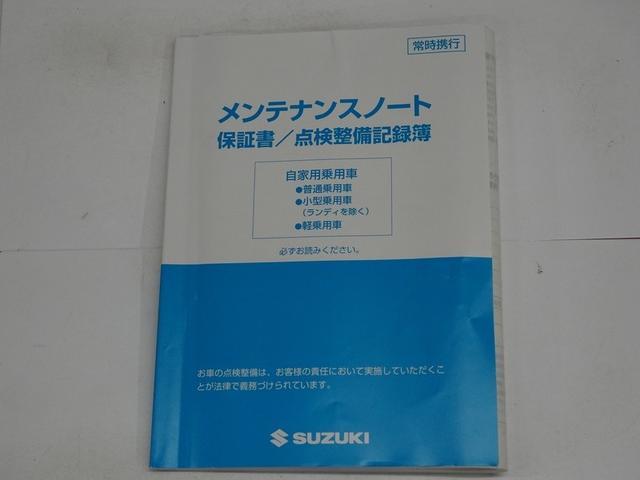 常時携行
メンテナンスノート
保証書／点検整備記録簿
自家用乗用車
●普通乗用車
●小型乗用車
（ランディを除く）
●軽乗用車
必ずお読みください。
お車の点検整備は、お客様の責任において実施していただくこ
とが法律で義務づけられています。
SUZUKI